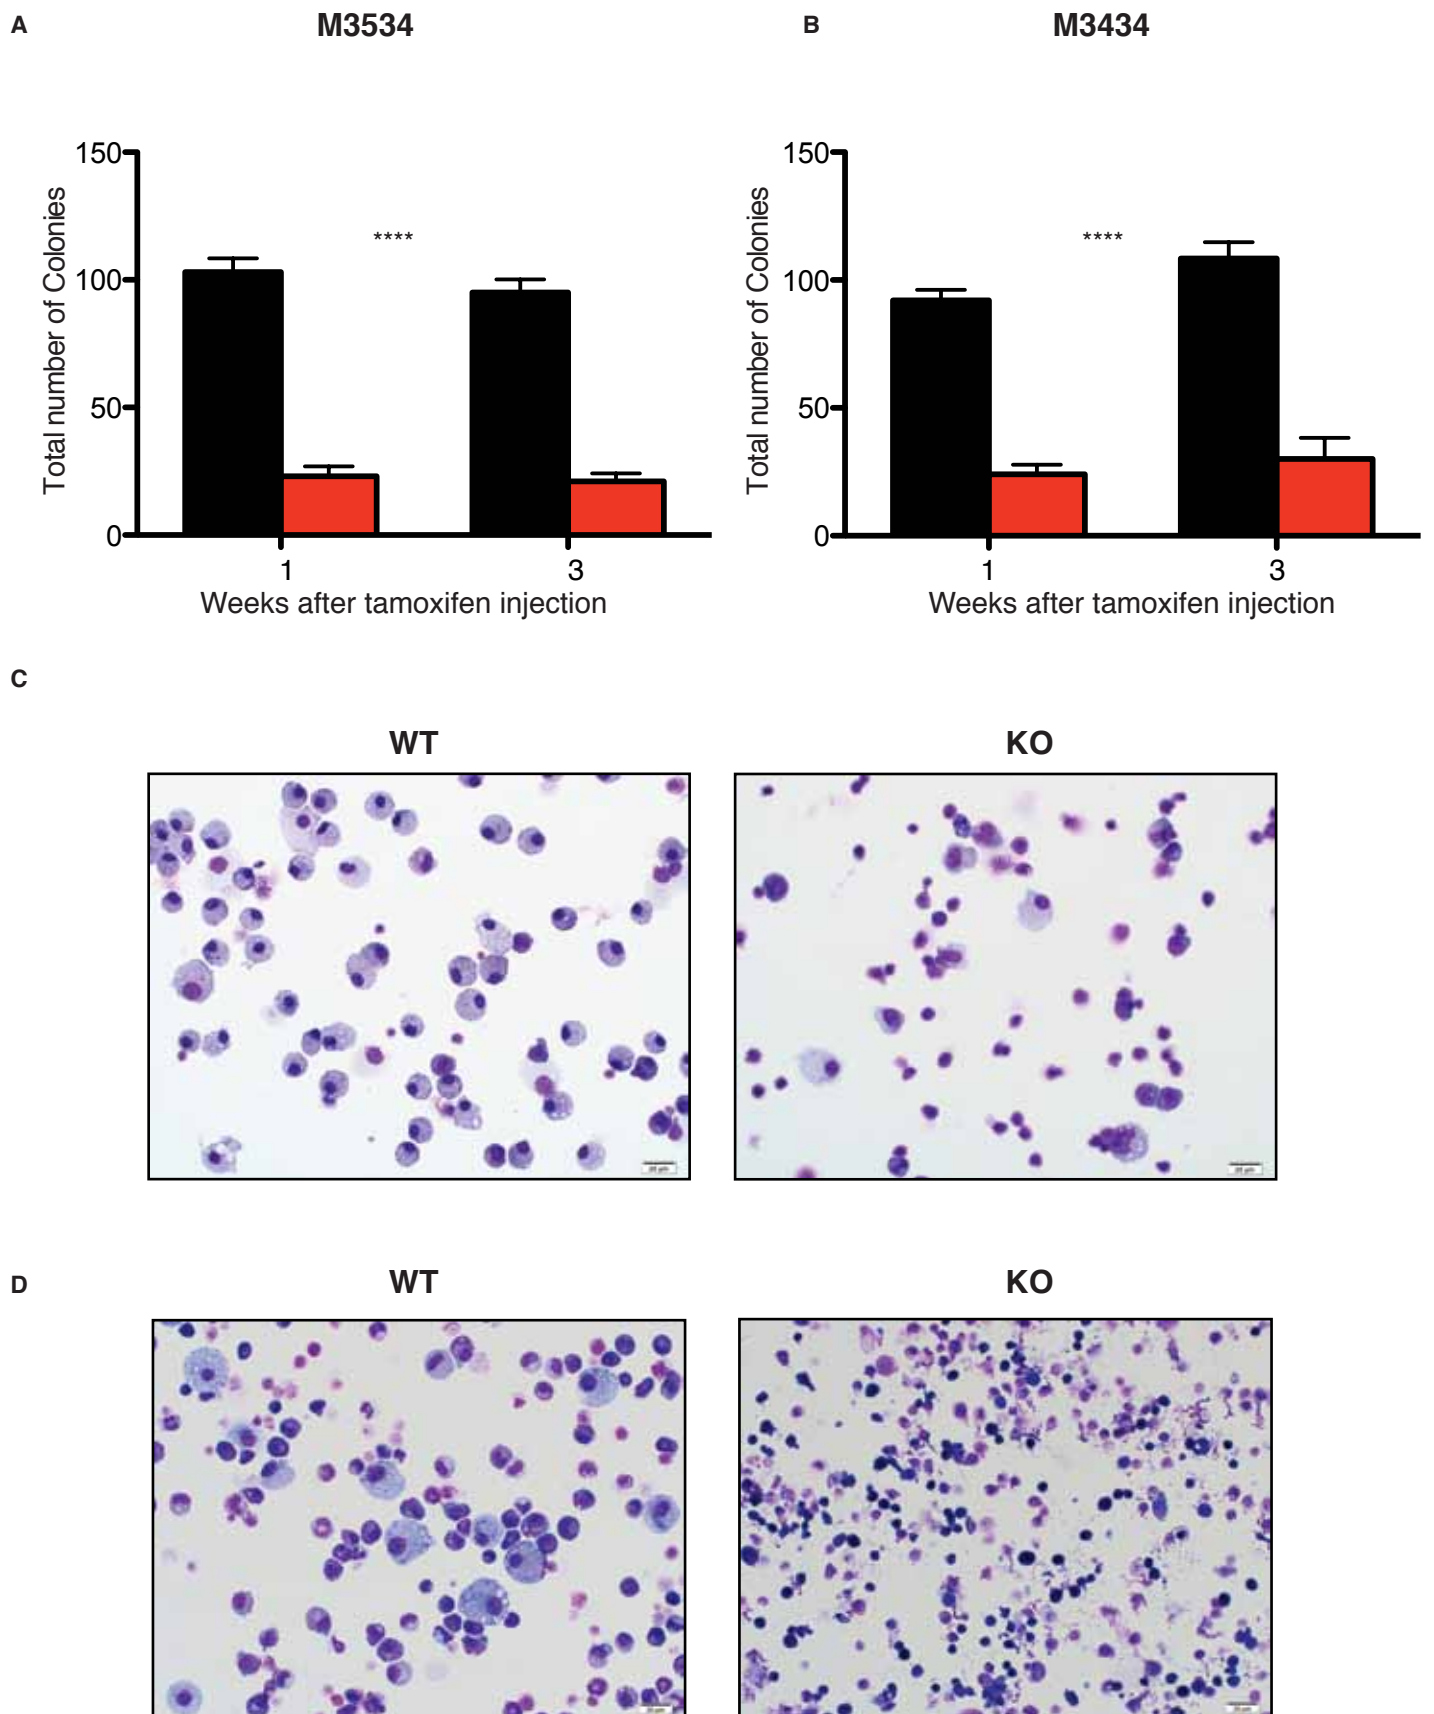 A
M3534
B
M3434
150
100
50
0
Total number of Colonies
****
1
3
Weeks after tamoxifen injection
150
100
50
0
Total number of Colonies
****
1
3
Weeks after tamoxifen injection
C
WT
KO
D
WT
KO